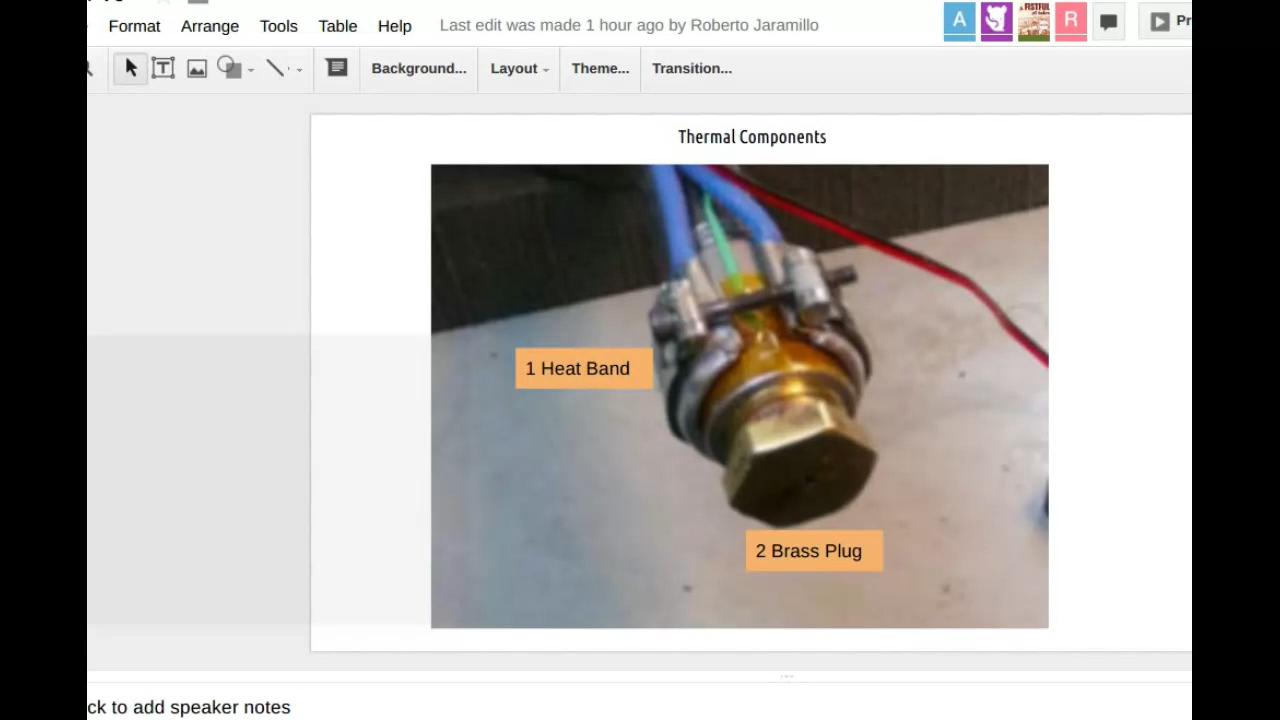 Format Arrange Tools Table Help Last edit was made 1 hour ago by Roberto Jaramillo
A R
A FISTFUL
Background... Layout Theme... Transition...
Thermal Components
1 Heat Band
2 Brass Plug
ck to add speaker notes